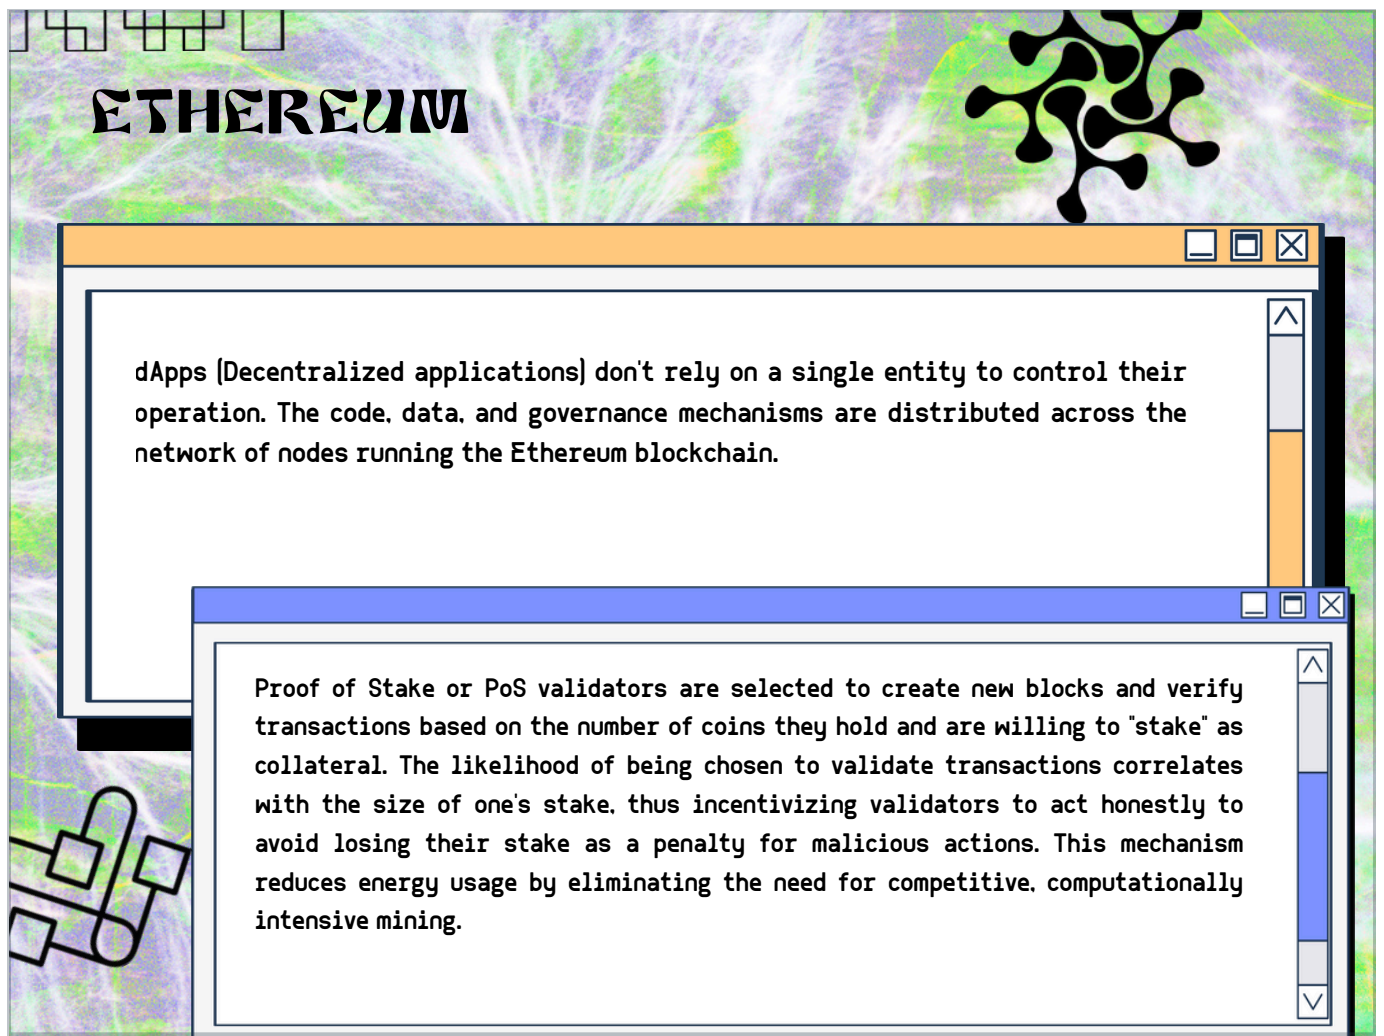 ETHEREUM
dApps (Decentralized applications) don't rely on a single entity to control their
operation. The code, data, and governance mechanisms are distributed across the
network of nodes running the Ethereum blockchain.
Proof of Stake or PoS validators are selected to create new blocks and verify
transactions based on the number of coins they hold and are willing to "stake" as
collateral. The likelihood of being chosen to validate transactions correlates
with the size of one's stake, thus incentivizing validators to act honestly to
avoid losing their stake as a penalty for malicious actions. This mechanism
reduces energy usage by eliminating the need for competitive, computationally
intensive mining.